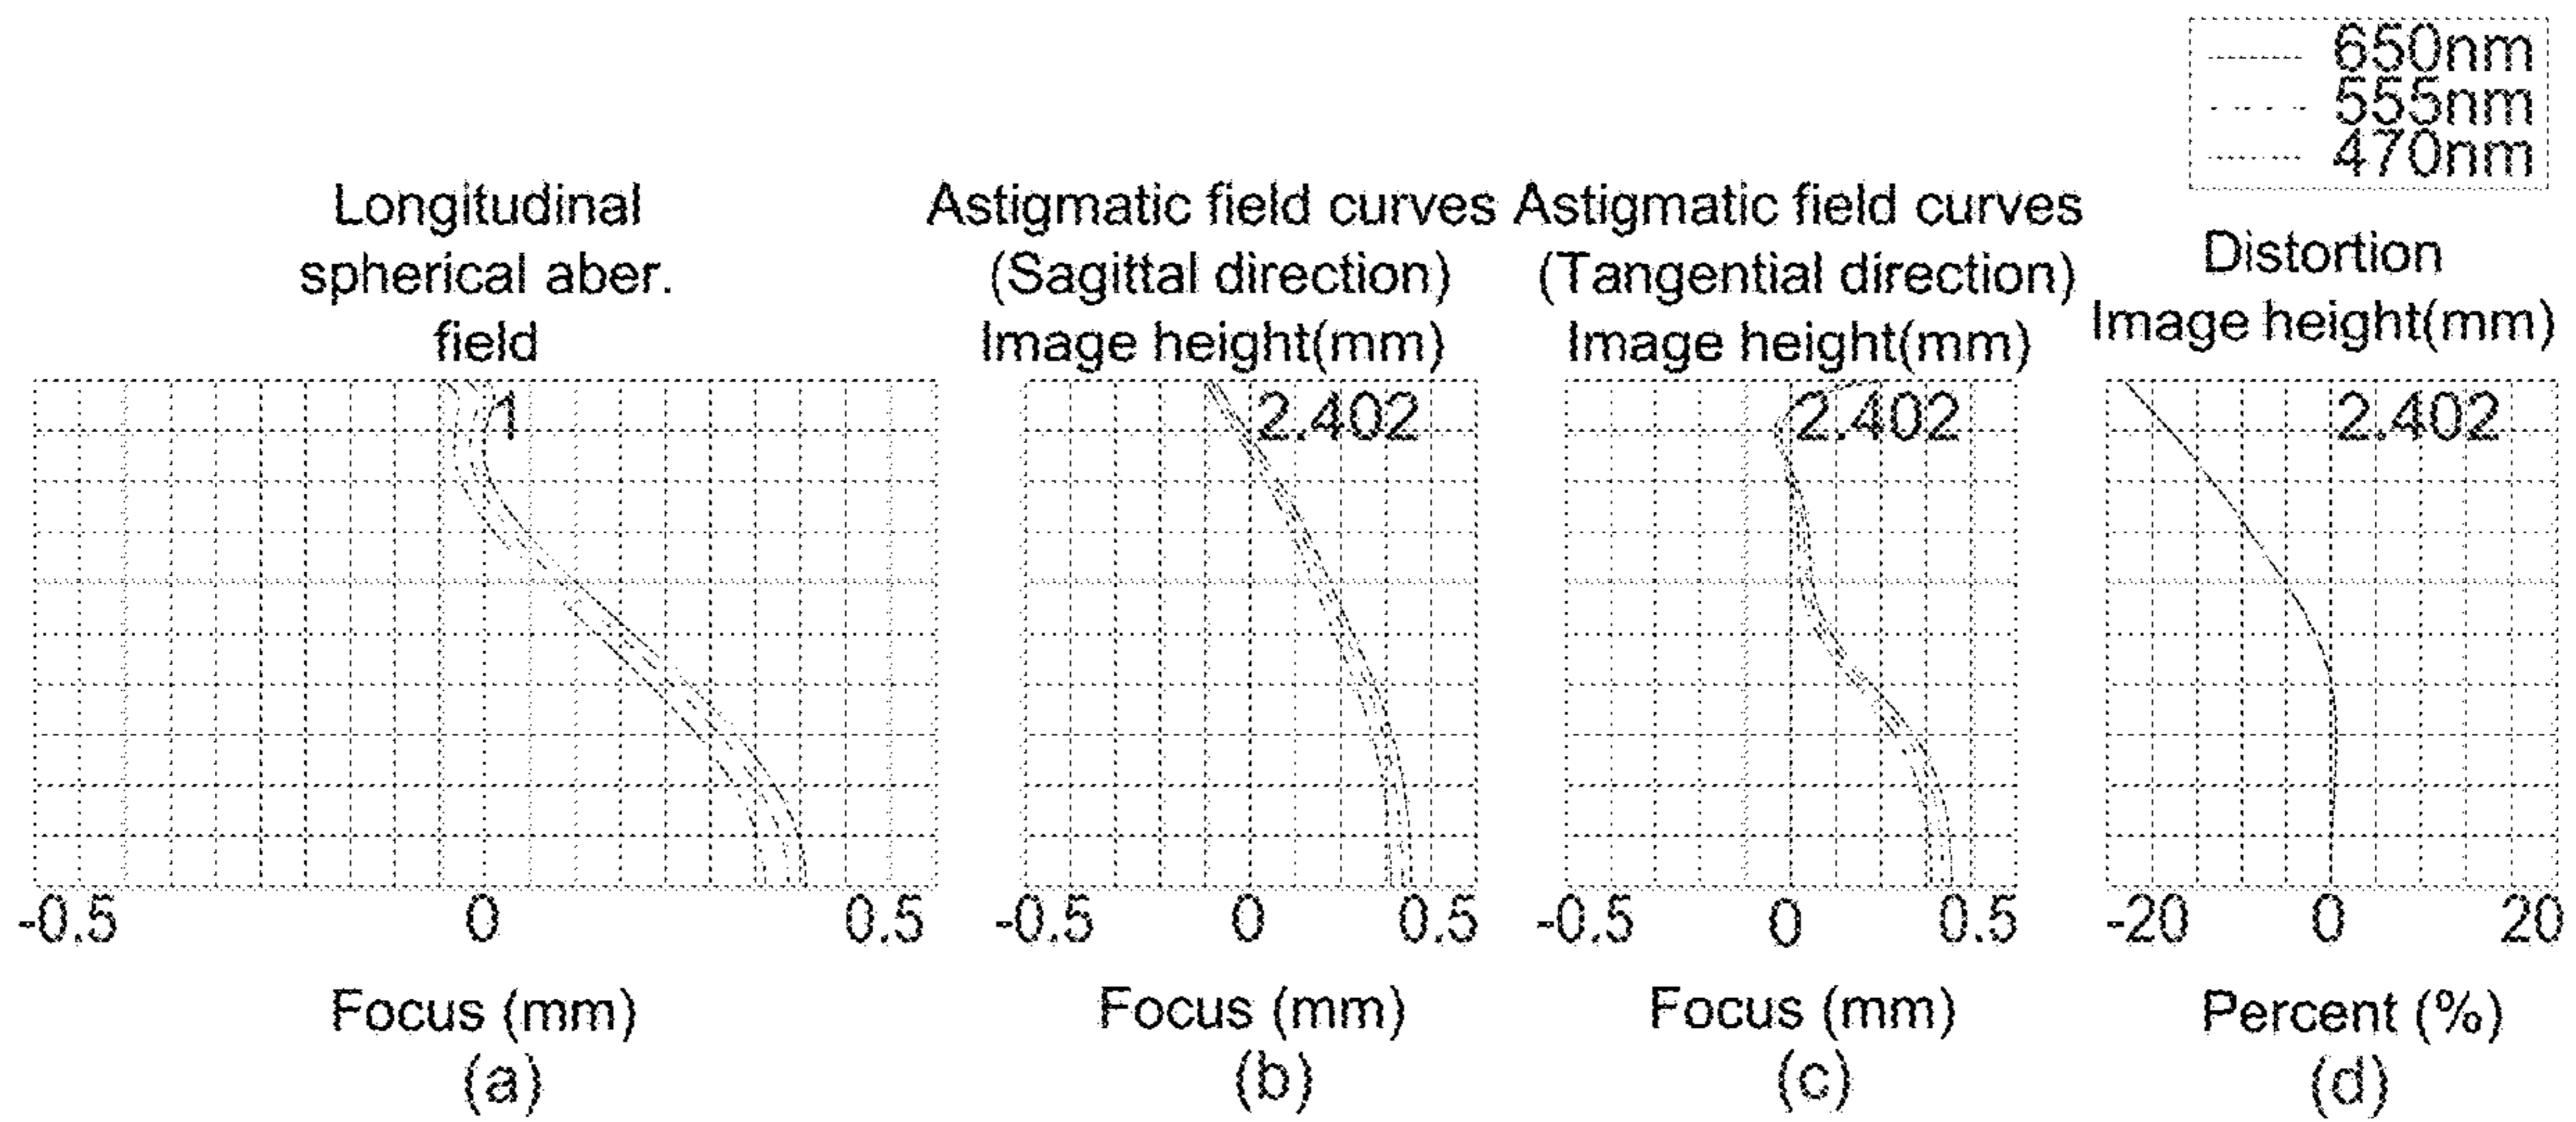 650nm
555nm
470nm
Longitudinal
spherical aber.
field
Astigmatic field curves
(Sagittal direction)
Image height(mm)
Astigmatic field curves
(Tangential direction)
Image height(mm)
Distortion
Image height(mm)
1
2.402
2.402
2.402
-0.5 0 0.5
-0.5 0 0.5
-0.5 0 0.5
-20 0 20
Focus (mm)
Focus (mm)
Focus (mm)
Percent (%)
(a)
(b)
(c)
(d)